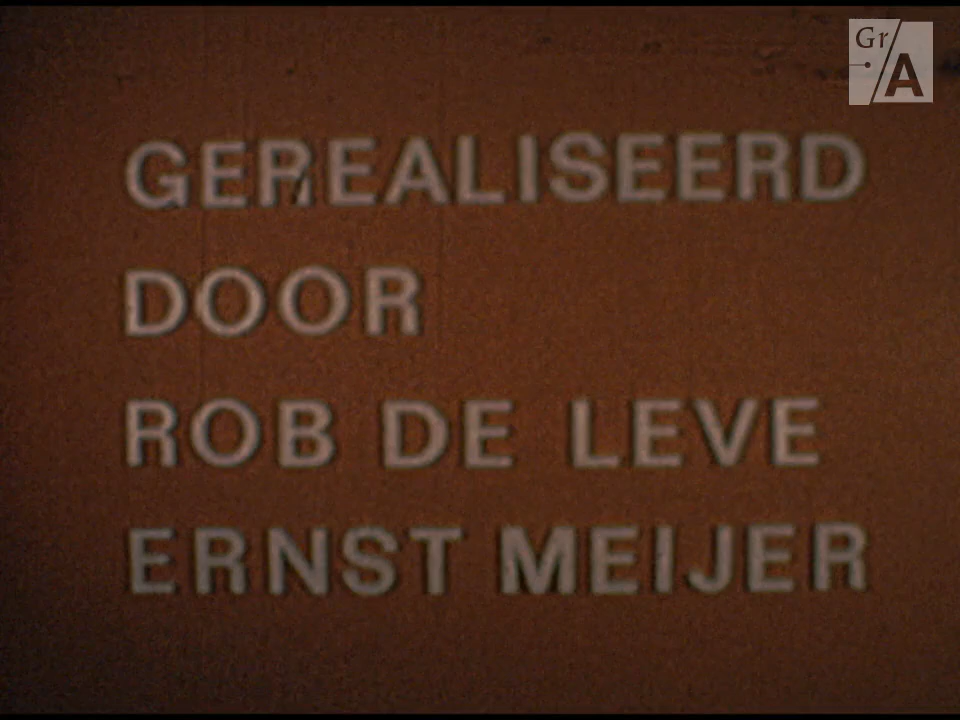 Gr
A
GEREALISEERD
DOOR
ROB DE LEVE
ERNST MEIJER